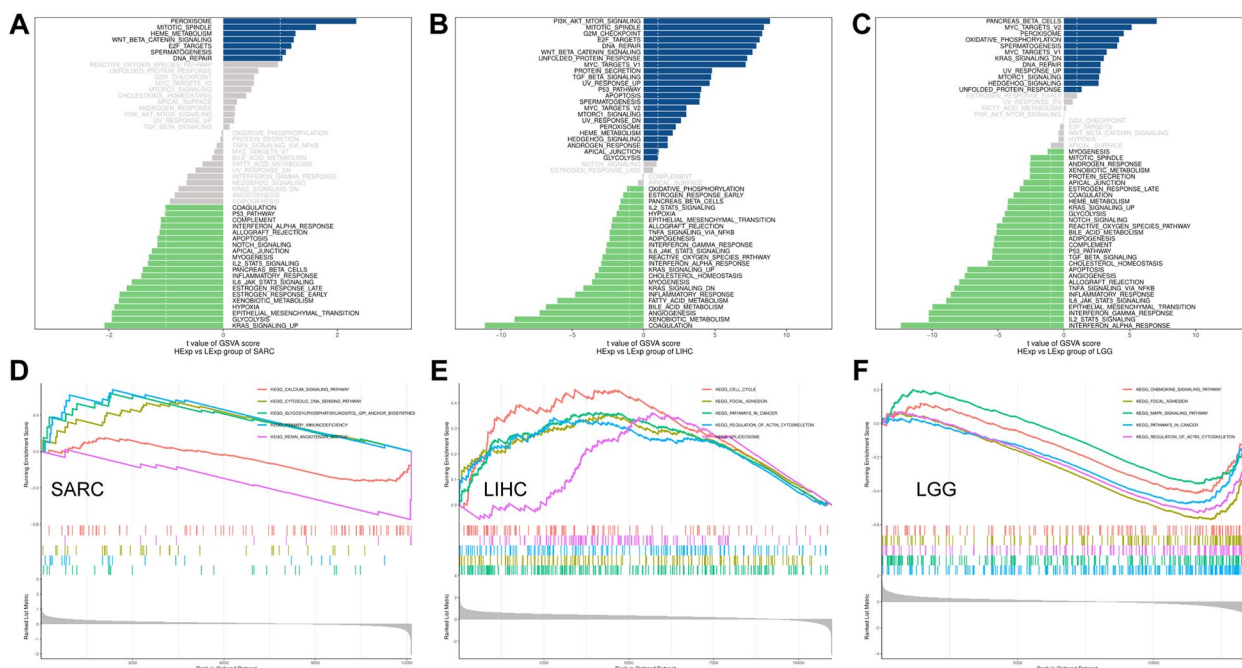 A
PEROXISOME
MITOTIC_SPINDLE
HEME_METABOLISM
WNT_BETA_CATENIN_SIGNALING
E2F_TARGETS
SPERMATOGENESIS
DNA_REPAIR
REACTIVE_OXYGEN_SPECIES_PATHWAY
UNFOLDED_PROTEIN_RESPONSE
G2M_CHECKPOINT
MYC_TARGETS_V2
MTORC1_SIGNALING
CHOLESTEROL_HOMEOSTASIS
APICAL_SURFACE
ANDROGEN_RESPONSE
PI3K_AKT_MTOR_SIGNALING
UV_RESPONSE_UP
TGF_BETA_SIGNALING
OXIDATIVE_PHOSPHORYLATION
PROTEIN_SECRETION
TNFA_SIGNALING_VIA_NFKB
MYC_TARGETS_V1
BILE_ACID_METABOLISM
FATTY_ACID_METABOLISM
UV_RESPONSE_DN
INTERFERON_GAMMA_RESPONSE
HEDGEHOG_SIGNALING
KRAS_SIGNALING_DN
ANGIOGENESIS
ADIPOGENESIS
COAGULATION
P53_PATHWAY
COMPLEMENT
INTERFERON_ALPHA_RESPONSE
ALLOGRAFT_REJECTION
APOPTOSIS
NOTCH_SIGNALING
APICAL_JUNCTION
MYOGENESIS
IL2_STAT5_SIGNALING
PANCREAS_BETA_CELLS
INFLAMMATORY_RESPONSE
IL6_JAK_STAT3_SIGNALING
ESTROGEN_RESPONSE_LATE
ESTROGEN_RESPONSE_EARLY
XENOBIOTIC_METABOLISM
HYPOXIA
EPITHELIAL_MESENCHYMAL_TRANSITION
GLYCOLYSIS
KRAS_SIGNALING_UP
−2 0 2
t value of GSVA score
HExp vs LExp group of SARC
B
PI3K_AKT_MTOR_SIGNALING
MITOTIC_SPINDLE
G2M_CHECKPOINT
E2F_TARGETS
DNA_REPAIR
WNT_BETA_CATENIN_SIGNALING
UNFOLDED_PROTEIN_RESPONSE
MYC_TARGETS_V1
PROTEIN_SECRETION
TGF_BETA_SIGNALING
UV_RESPONSE_UP
P53_PATHWAY
APOPTOSIS
SPERMATOGENESIS
MYC_TARGETS_V2
MTORC1_SIGNALING
UV_RESPONSE_DN
PEROXISOME
HEME_METABOLISM
HEDGEHOG_SIGNALING
ANDROGEN_RESPONSE
APICAL_JUNCTION
GLYCOLYSIS
NOTCH_SIGNALING
ESTROGEN_RESPONSE_LATE
COMPLEMENT
APICAL_SURFACE
OXIDATIVE_PHOSPHORYLATION
ESTROGEN_RESPONSE_EARLY
PANCREAS_BETA_CELLS
IL2_STAT5_SIGNALING
HYPOXIA
EPITHELIAL_MESENCHYMAL_TRANSITION
ALLOGRAFT_REJECTION
TNFA_SIGNALING_VIA_NFKB
ADIPOGENESIS
INTERFERON_GAMMA_RESPONSE
IL6_JAK_STAT3_SIGNALING
REACTIVE_OXYGEN_SPECIES_PATHWAY
INTERFERON_ALPHA_RESPONSE
KRAS_SIGNALING_UP
CHOLESTEROL_HOMEOSTASIS
MYOGENESIS
KRAS_SIGNALING_DN
INFLAMMATORY_RESPONSE
FATTY_ACID_METABOLISM
BILE_ACID_METABOLISM
ANGIOGENESIS
XENOBIOTIC_METABOLISM
COAGULATION
−10 −5 0 5 10
t value of GSVA score
HExp vs LExp group of LIHC
C
PANCREAS_BETA_CELLS
MYC_TARGETS_V2
PEROXISOME
OXIDATIVE_PHOSPHORYLATION
SPERMATOGENESIS
MYC_TARGETS_V1
KRAS_SIGNALING_DN
DNA_REPAIR
UV_RESPONSE_UP
MTORC1_SIGNALING
HEDGEHOG_SIGNALING
UNFOLDED_PROTEIN_RESPONSE
ESTROGEN_RESPONSE_EARLY
UV_RESPONSE_DN
FATTY_ACID_METABOLISM
PI3K_AKT_MTOR_SIGNALING
G2M_CHECKPOINT
E2F_TARGETS
WNT_BETA_CATENIN_SIGNALING
HYPOXIA
APICAL_SURFACE
MYOGENESIS
MITOTIC_SPINDLE
ANDROGEN_RESPONSE
XENOBIOTIC_METABOLISM
PROTEIN_SECRETION
APICAL_JUNCTION
ESTROGEN_RESPONSE_LATE
COAGULATION
HEME_METABOLISM
KRAS_SIGNALING_UP
GLYCOLYSIS
NOTCH_SIGNALING
REACTIVE_OXYGEN_SPECIES_PATHWAY
BILE_ACID_METABOLISM
ADIPOGENESIS
COMPLEMENT
P53_PATHWAY
TGF_BETA_SIGNALING
CHOLESTEROL_HOMEOSTASIS
APOPTOSIS
ANGIOGENESIS
ALLOGRAFT_REJECTION
TNFA_SIGNALING_VIA_NFKB
INFLAMMATORY_RESPONSE
IL6_JAK_STAT3_SIGNALING
EPITHELIAL_MESENCHYMAL_TRANSITION
INTERFERON_GAMMA_RESPONSE
IL2_STAT5_SIGNALING
INTERFERON_ALPHA_RESPONSE
−10 −5 0 5 10
t value of GSVA score
HExp vs LExp group of LGG
D
KEGG_CALCIUM_SIGNALING_PATHWAY
KEGG_CYTOSOLIC_DNA_SENSING_PATHWAY
KEGG_GLYCOSYLPHOSPHATIDYLINOSITOL_GPI_ANCHOR_BIOSYNTHESIS
KEGG_PRIMARY_IMMUNODEFICIENCY
KEGG_RENIN_ANGIOTENSIN_SYSTEM
Running Enrichment Score
SARC
Ranked List Metric
E
KEGG_CELL_CYCLE
KEGG_FOCAL_ADHESION
KEGG_PATHWAYS_IN_CANCER
KEGG_REGULATION_OF_ACTIN_CYTOSKELETON
KEGG_SPLICEOSOME
Running Enrichment Score
LIHC
Ranked List Metric
2500 5000 7500 10000
F
KEGG_CHEMOKINE_SIGNALING_PATHWAY
KEGG_FOCAL_ADHESION
KEGG_MAPK_SIGNALING_PATHWAY
KEGG_PATHWAYS_IN_CANCER
KEGG_REGULATION_OF_ACTIN_CYTOSKELETON
Running Enrichment Score
LGG
Ranked List Metric